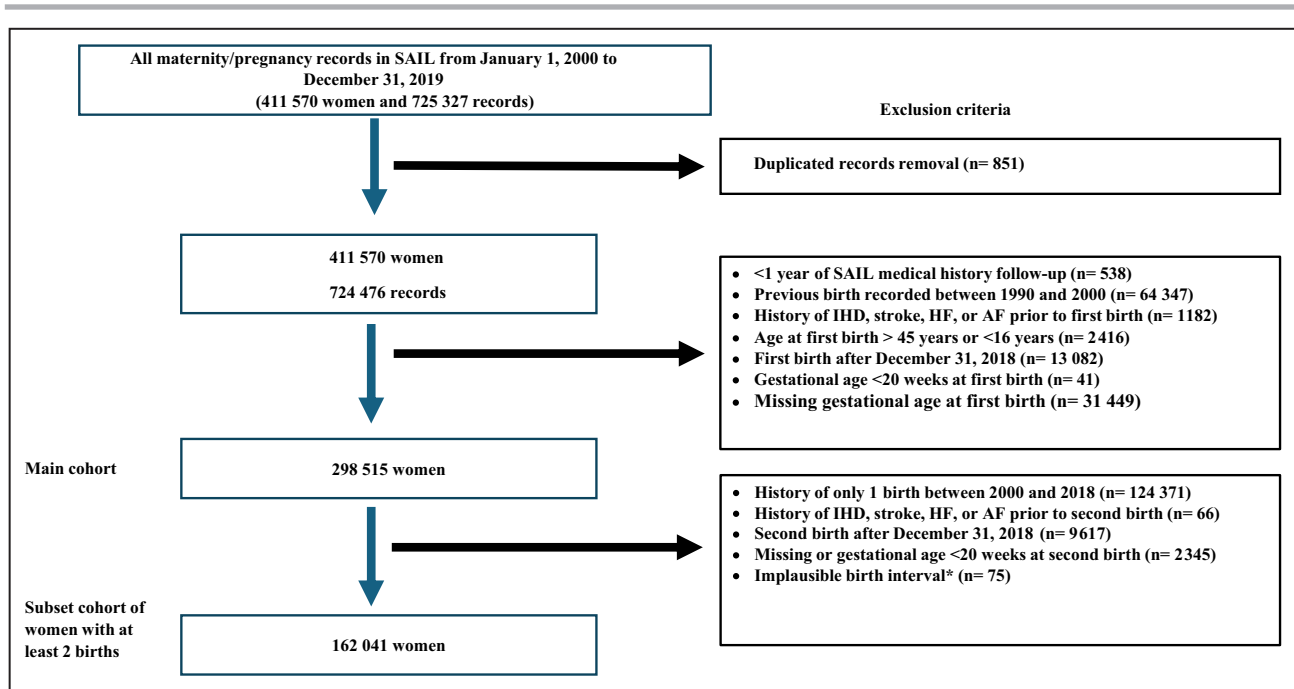 All maternity/pregnancy records in SAIL from January 1, 2000 to
December 31, 2019
(411 570 women and 725 327 records)
Exclusion criteria
Duplicated records removal (n= 851)
411 570 women
724 476 records
• <1 year of SAIL medical history follow-up (n= 538)
• Previous birth recorded between 1990 and 2000 (n= 64 347)
• History of IHD, stroke, HF, or AF prior to first birth (n= 1182)
• Age at first birth > 45 years or <16 years (n= 2416)
• First birth after December 31, 2018 (n= 13 082)
• Gestational age <20 weeks at first birth (n= 41)
• Missing gestational age at first birth (n= 31 449)
Main cohort
298 515 women
• History of only 1 birth between 2000 and 2018 (n= 124 371)
• History of IHD, stroke, HF, or AF prior to second birth (n= 66)
• Second birth after December 31, 2018 (n= 9617)
• Missing or gestational age <20 weeks at second birth (n= 2345)
• Implausible birth interval* (n= 75)
Subset cohort of
women with at
least 2 births
162 041 women